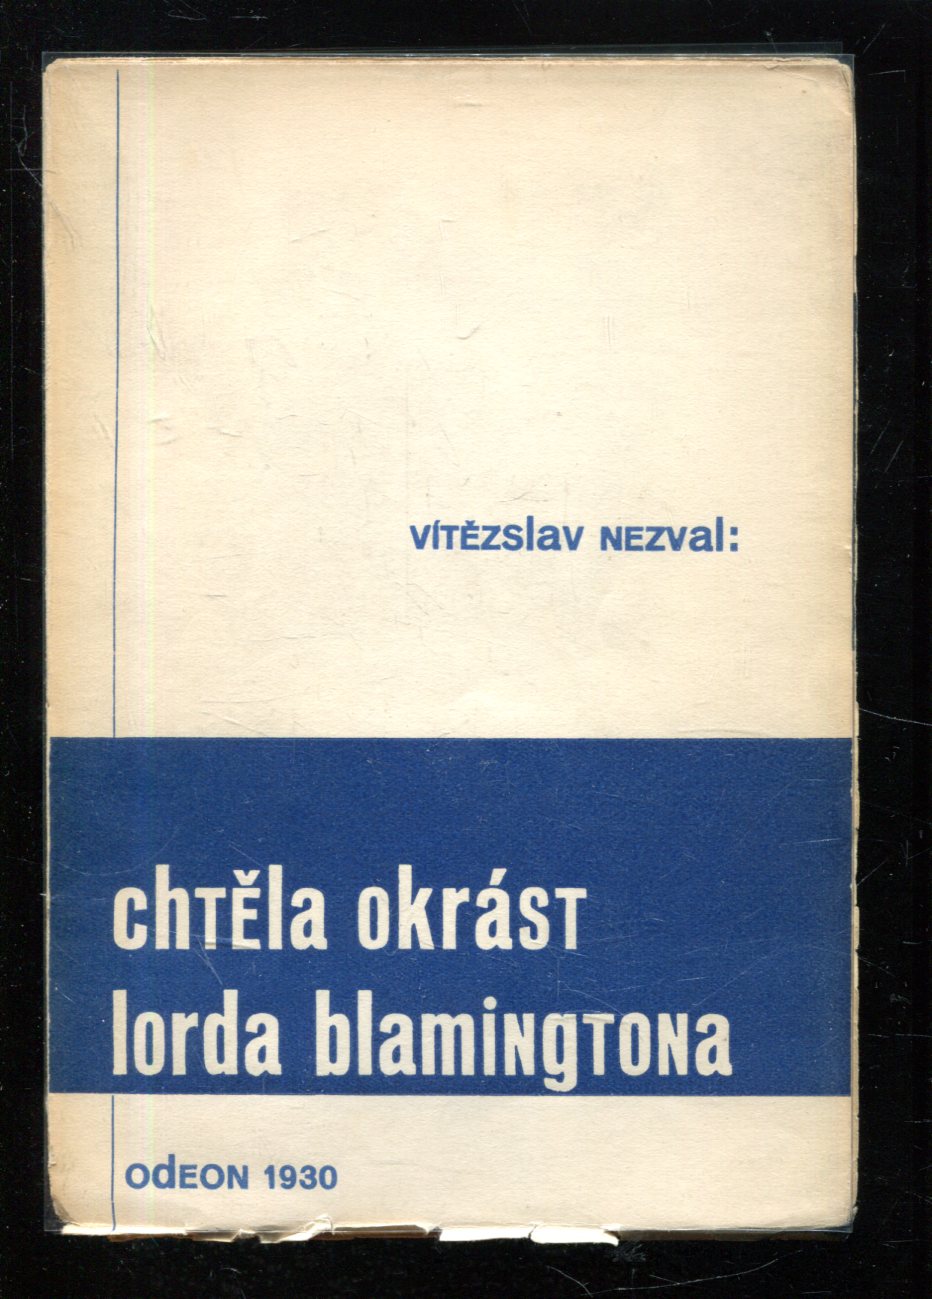 vítězslav nezval:
chtěla okrást
lorda blamingtona
odeon 1930